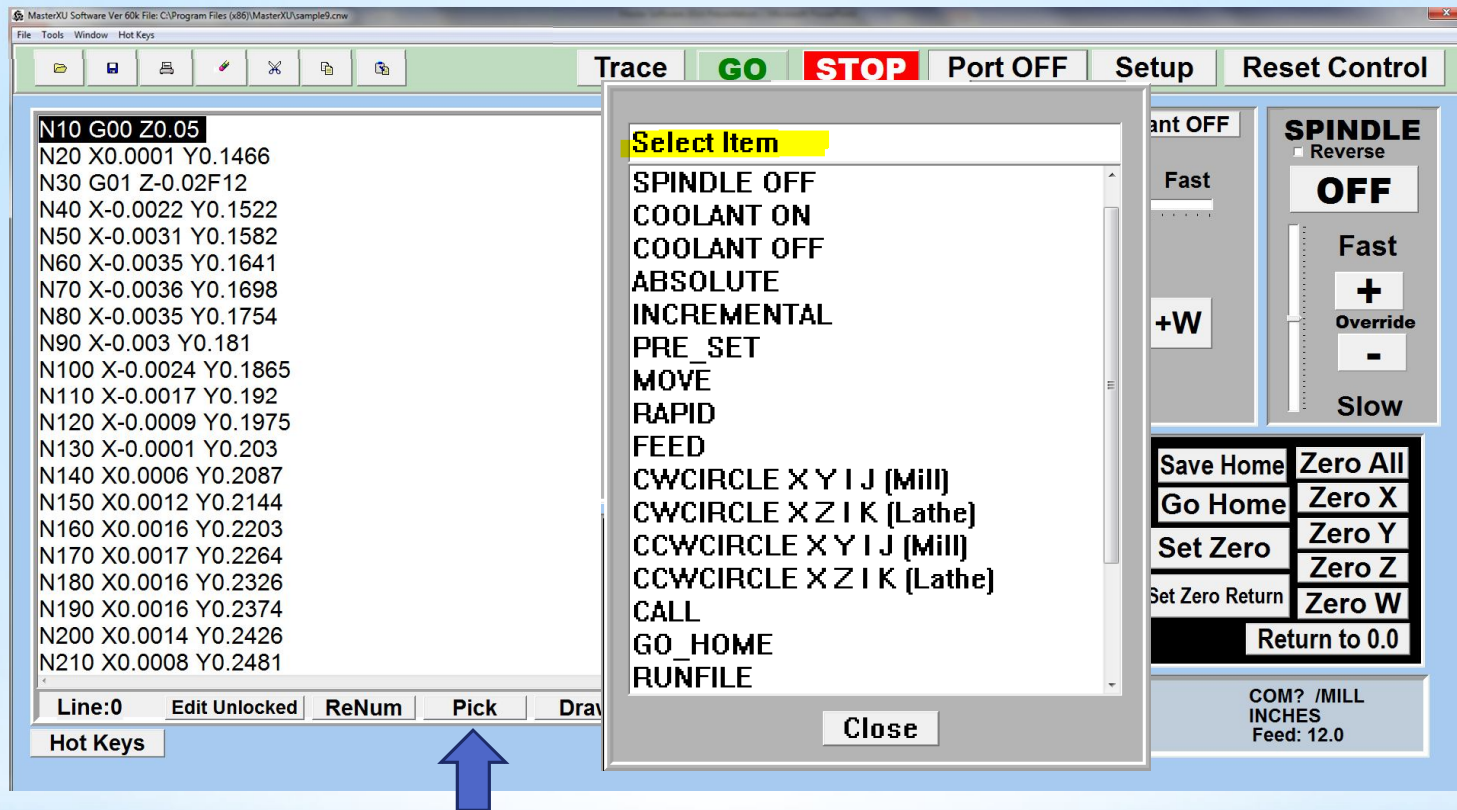 MasterXU Software Ver 60k File: C:\Program Files (x86)\MasterXU\sample9.cnw
File Tools Window Hot Keys
Trace GO STOP Port OFF Setup Reset Control
N10 G00 Z0.05
N20 X0.0001 Y0.1466
N30 G01 Z-0.02F12
N40 X-0.0022 Y0.1522
N50 X-0.0031 Y0.1582
N60 X-0.0035 Y0.1641
N70 X-0.0036 Y0.1698
N80 X-0.0035 Y0.1754
N90 X-0.003 Y0.181
N100 X-0.0024 Y0.1865
N110 X-0.0017 Y0.192
N120 X-0.0009 Y0.1975
N130 X-0.0001 Y0.203
N140 X0.0006 Y0.2087
N150 X0.0012 Y0.2144
N160 X0.0016 Y0.2203
N170 X0.0017 Y0.2264
N180 X0.0016 Y0.2326
N190 X0.0016 Y0.2374
N200 X0.0014 Y0.2426
N210 X0.0008 Y0.2481
Line:0 Edit Unlocked ReNum Pick Drav
Hot Keys
Select Item
SPINDLE OFF
COOLANT ON
COOLANT OFF
ABSOLUTE
INCREMENTAL
PRE_SET
MOVE
RAPID
FEED
CWCIRCLE X Y I J (Mill)
CWCIRCLE X Z I K (Lathe)
CCWCIRCLE X Y I J (Mill)
CCWCIRCLE X Z I K (Lathe)
CALL
GO_HOME
RUNFILE
Close
ant OFF
Fast
+W
SPINDLE
Reverse
OFF
Fast
+
Override
-
Slow
Save Home Zero All
Go Home Zero X
Set Zero Zero Y
Zero Z
Set Zero Return Zero W
Return to 0.0
COM? /MILL
INCHES
Feed: 12.0